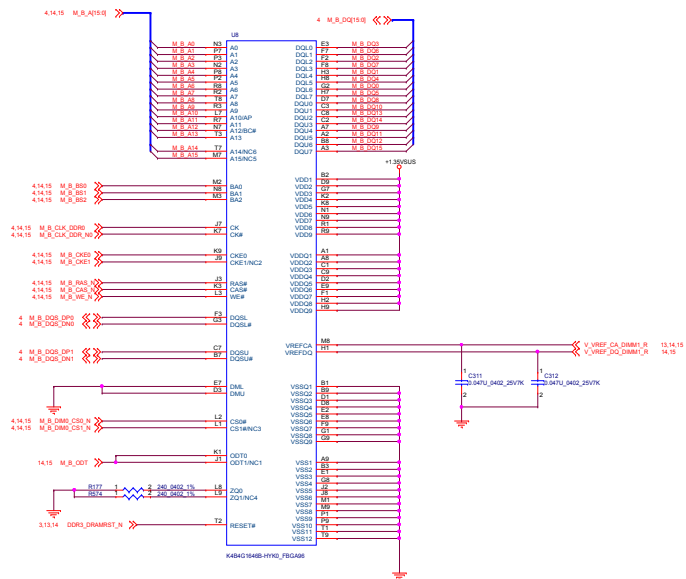 4,14,15 M_B_A[15:0]
4 M_B_DQ[15:0]
U8
M_B_A0 N3 A0 DQL0 E3 M_B_DQ3
M_B_A1 P7 A1 DQL1 F7 M_B_DQ6
M_B_A2 P3 A2 DQL2 F2 M_B_DQ2
M_B_A3 N2 A3 DQL3 F8 M_B_DQ7
M_B_A4 P8 A4 DQL4 H3 M_B_DQ1
M_B_A5 P2 A5 DQL5 H8 M_B_DQ4
M_B_A6 R8 A6 DQL6 G2 M_B_DQ0
M_B_A7 R2 A7 DQL7 H7 M_B_DQ5
M_B_A8 T8 A8 DQU0 D7 M_B_DQ8
M_B_A9 R3 A9 DQU1 C3 M_B_DQ10
M_B_A10 L7 A10/AP DQU2 C8 M_B_DQ13
M_B_A11 R7 A11 DQU3 C2 M_B_DQ14
M_B_A12 N7 A12/BC# DQU4 A7 M_B_DQ9
M_B_A13 T3 A13 DQU5 A2 M_B_DQ11
DQU6 B8 M_B_DQ12
M_B_A14 T7 A14/NC6 DQU7 A3 M_B_DQ15
M_B_A15 M7 A15/NC5
+1.35VSUS
VDD1 B2
4,14,15 M_B_BS0 M2 BA0 VDD2 D9
4,14,15 M_B_BS1 N8 BA1 VDD3 G7
4,14,15 M_B_BS2 M3 BA2 VDD4 K2
VDD5 K8
VDD6 N1
VDD7 N9
4,14,15 M_B_CLK_DDR0 J7 CK VDD8 R1
4,14,15 M_B_CLK_DDR_N0 K7 CK# VDD9 R9
4,14,15 M_B_CKE0 K9 CKE0 VDDQ1 A1
4,14,15 M_B_CKE1 J9 CKE1/NC2 VDDQ2 A8
VDDQ3 C1
VDDQ4 C9
4,14,15 M_B_RAS_N J3 RAS# VDDQ5 D2
4,14,15 M_B_CAS_N K3 CAS# VDDQ6 E9
4,14,15 M_B_WE_N L3 WE# VDDQ7 F1
VDDQ8 H2
VDDQ9 H9
4 M_B_DQS_DP0 F3 DQSL
4 M_B_DQS_DN0 G3 DQSL#
VREFCA M8 V_VREF_CA_DIMM1_R 13,14,15
4 M_B_DQS_DP1 C7 DQSU VREFDQ H1 V_VREF_DQ_DIMM1_R 14,15
4 M_B_DQS_DN1 B7 DQSU#
1 C311 1 C312
0.047U_0402_25V7K 0.047U_0402_25V7K
2 2
E7 DML VSSQ1 B1
D3 DMU VSSQ2 B9
VSSQ3 D1
VSSQ4 D8
VSSQ5 E2
4,14,15 M_B_DIM0_CS0_N L2 CS0# VSSQ6 E8
4,14,15 M_B_DIM0_CS1_N L1 CS1#/NC3 VSSQ7 F9
VSSQ8 G1
VSSQ9 G9
K1 ODT0
14,15 M_B_ODT J1 ODT1/NC1 VSS1 A9
VSS2 B3
VSS3 E1
VSS4 G8
R177 1 2 240_0402_1% L8 ZQ0 VSS5 J2
R574 1 2 240_0402_1% L9 ZQ1/NC4 VSS6 J8
VSS7 M1
VSS8 M9
VSS9 P1
3,13,14 DDR3_DRAMRST_N T2 RESET# VSS10 P9
VSS11 T1
VSS12 T9
K4B4G1646B-HYK0_FBGA96